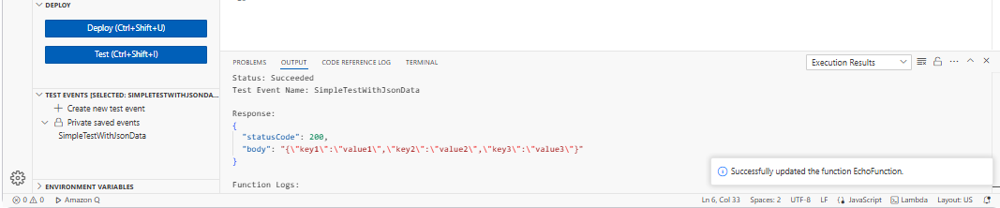 DEPLOY
Deploy (Ctrl+Shift+U)
Test (Ctrl+Shift+I)
TEST EVENTS [SELECTED: SIMPLETESTWITHJSONDA...
Create new test event
Private saved events
SimpleTestWithJsonData
ENVIRONMENT VARIABLES
PROBLEMS OUTPUT CODE REFERENCE LOG TERMINAL
Execution Results
Status: Succeeded
Test Event Name: SimpleTestWithJsonData
Response:
{
"statusCode": 200,
"body": "{\"key1\":\"value1\",\"key2\":\"value2\",\"key3\":\"value3\"}"
}
Function Logs:
Successfully updated the function EchoFunction.
0 0 Amazon Q Ln 6, Col 33 Spaces: 2 UTF-8 LF JavaScript Lambda Layout: US